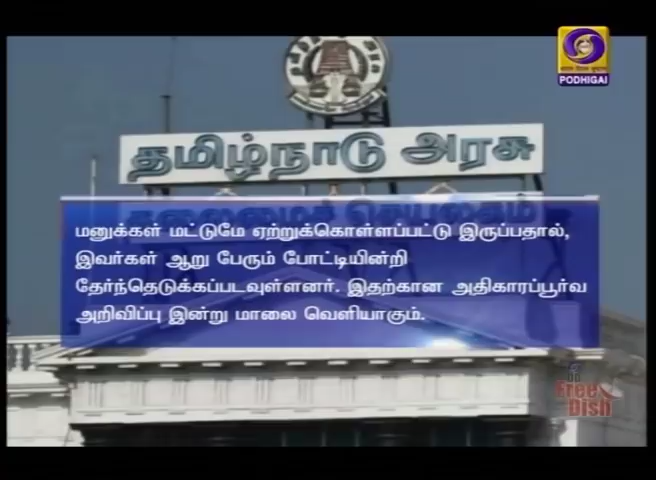 PODHIGAI
தமிழ்நாடு அரசு
மனுக்கள் மட்டுமே ஏற்றுக்கொள்ளப்பட்டு இருப்பதால்,
இவர்கள் ஆறு பேரும் போட்டியின்றி
தேர்ந்தெடுக்கப்படவுள்ளனர். இதற்கான அதிகாரப்பூர்வ
அறிவிப்பு இன்று மாலை வெளியாகும்.
DD
Free
Dish